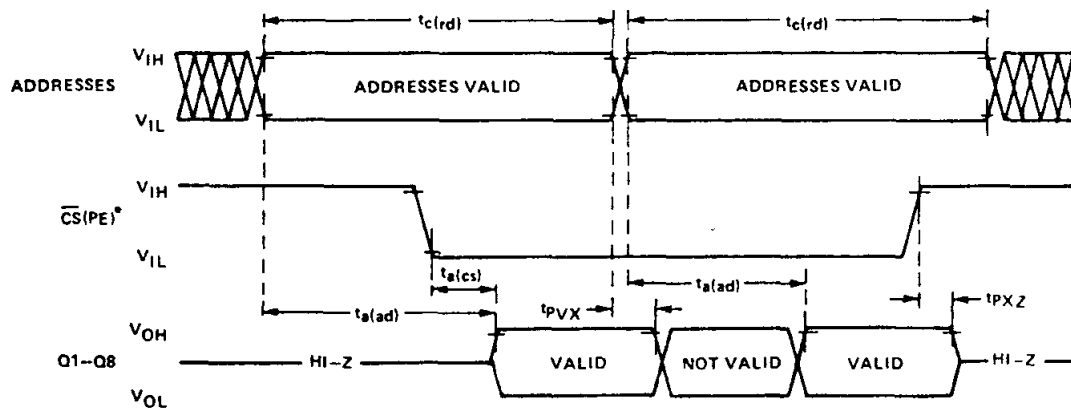 tc(rd) tc(rd)
VIH
ADDRESSES ADDRESSES VALID ADDRESSES VALID
VIL
VIH
CS(PE)*
VIL
ta(cs)
ta(ad) tPVX ta(ad) tPXZ
VOH
Q1–Q8 HI–Z VALID NOT VALID VALID HI–Z
VOL